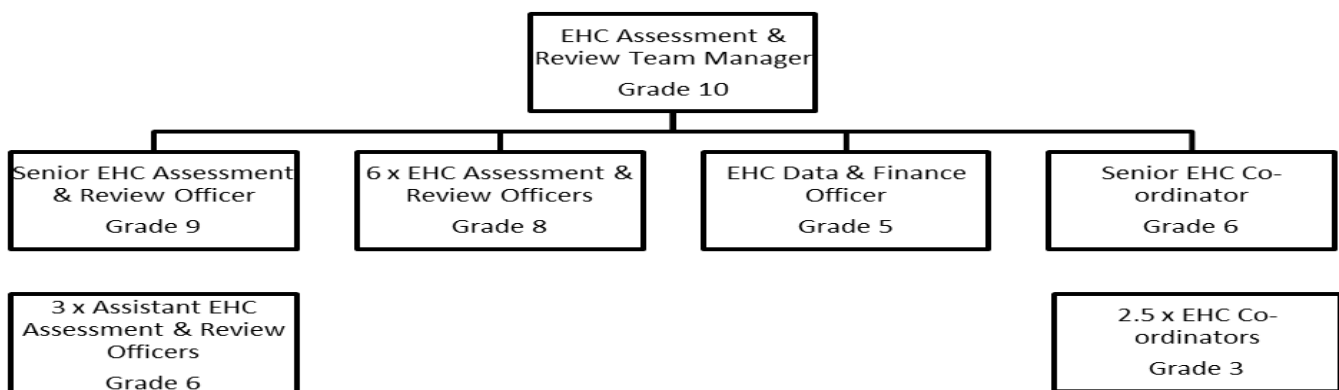 EHC Assessment &
Review Team Manager
Grade 10
Senior EHC Assessment
& Review Officer
Grade 9
6 x EHC Assessment &
Review Officers
Grade 8
EHC Data & Finance
Officer
Grade 5
Senior EHC Co-
ordinator
Grade 6
3 x Assistant EHC
Assessment & Review
Officers
Grade 6
2.5 x EHC Co-
ordinators
Grade 3